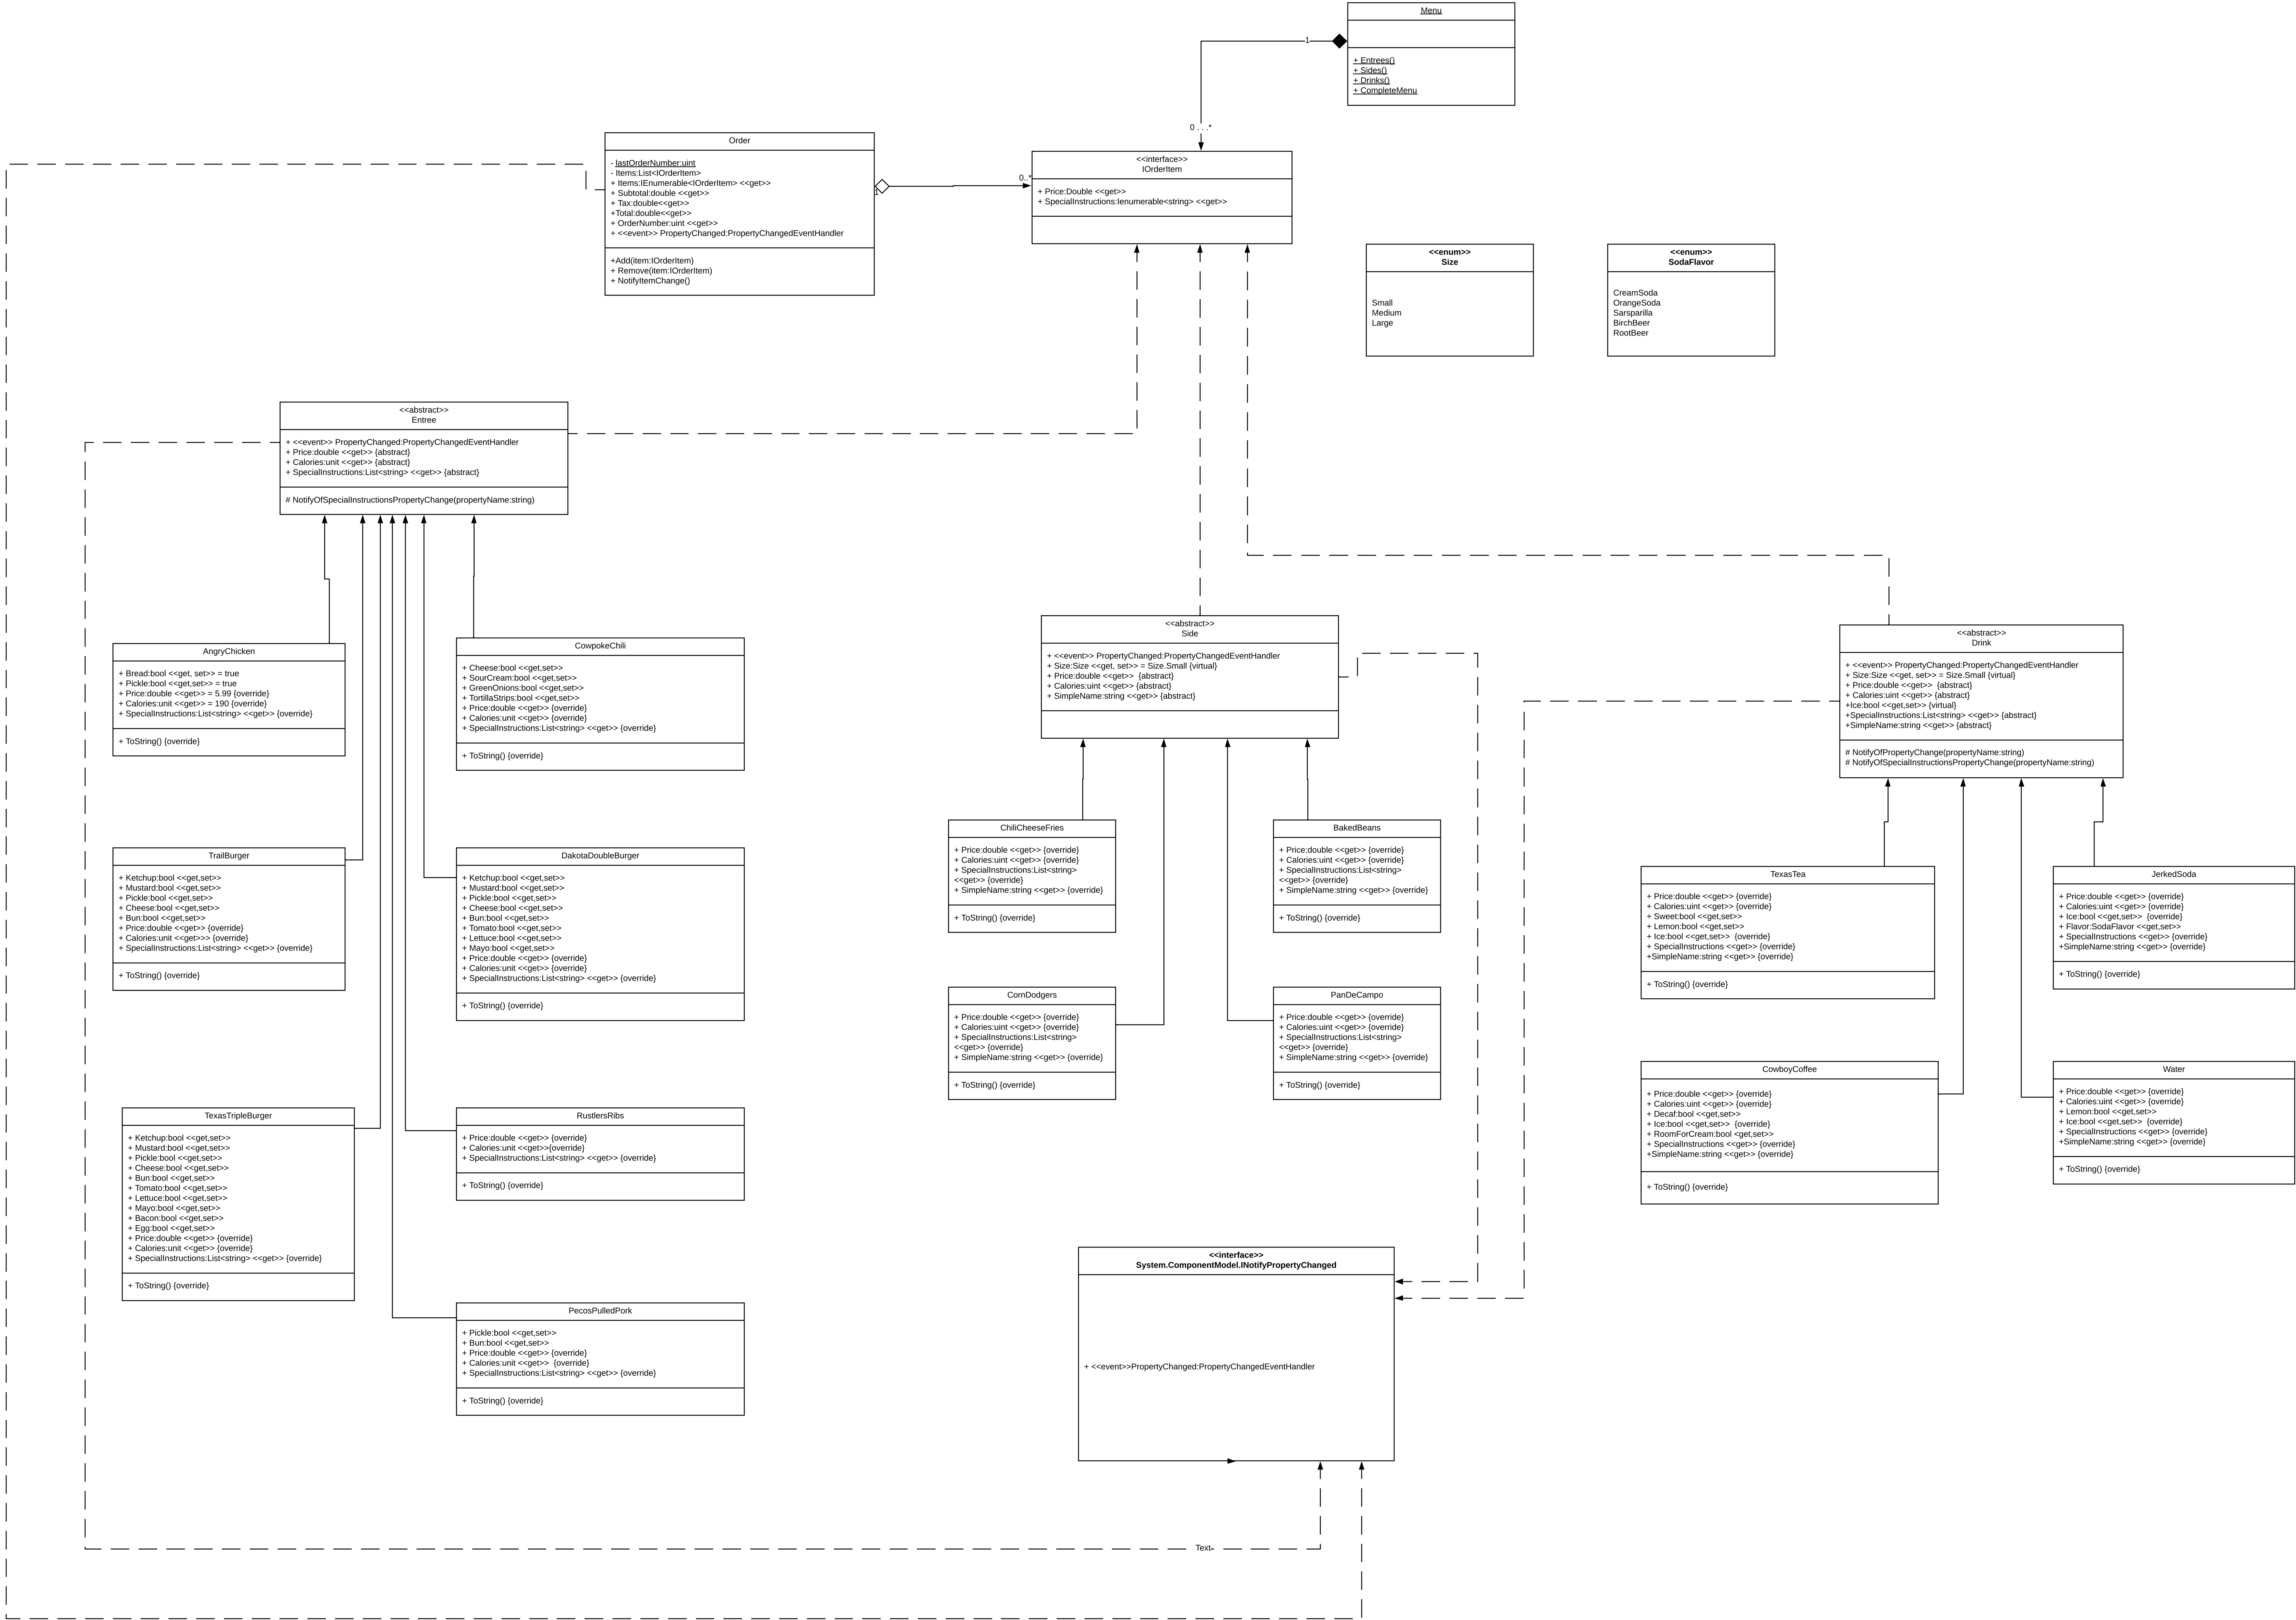 Menu
+ Entrees()
+ Sides()
+ Drinks()
+ CompleteMenu
1
0 . . .*
Order
- lastOrderNumber:uint
- Items:List<IOrderItem>
+ Items:IEnumerable<IOrderItem> <<get>>
+ Subtotal:double <<get>>
+ Tax:double<<get>>
+Total:double<<get>>
+ OrderNumber:uint <<get>>
+ <<event>> PropertyChanged:PropertyChangedEventHandler
+Add(item:IOrderItem)
+ Remove(item:IOrderItem)
+ NotifyItemChange()
1
0..*
<<interface>>
IOrderItem
+ Price:Double <<get>>
+ SpecialInstructions:Ienumerable<string> <<get>>
<<enum>>
Size
Small
Medium
Large
<<enum>>
SodaFlavor
CreamSoda
OrangeSoda
Sarsparilla
BirchBeer
RootBeer
<<abstract>>
Entree
+ <<event>> PropertyChanged:PropertyChangedEventHandler
+ Price:double <<get>> {abstract}
+ Calories:unit <<get>> {abstract}
+ SpecialInstructions:List<string> <<get>> {abstract}
# NotifyOfSpecialInstructionsPropertyChange(propertyName:string)
<<abstract>>
Side
+ <<event>> PropertyChanged:PropertyChangedEventHandler
+ Size:Size <<get, set>> = Size.Small {virtual}
+ Price:double <<get>>  {abstract}
+ Calories:uint <<get>> {abstract}
+ SimpleName:string <<get>> {abstract}
<<abstract>>
Drink
+ <<event>> PropertyChanged:PropertyChangedEventHandler
+ Size:Size <<get, set>> = Size.Small {virtual}
+ Price:double <<get>>  {abstract}
+ Calories:uint <<get>> {abstract}
+Ice:bool <<get,set>> {virtual}
+SpecialInstructions:List<string> <<get>> {abstract}
+SimpleName:string <<get>> {abstract}
# NotifyOfPropertyChange(propertyName:string)
# NotifyOfSpecialInstructionsPropertyChange(propertyName:string)
AngryChicken
+ Bread:bool <<get, set>> = true
+ Pickle:bool <<get,set>> = true
+ Price:double <<get>> = 5.99 {override}
+ Calories:unit <<get>> = 190 {override}
+ SpecialInstructions:List<string> <<get>> {override}
+ ToString() {override}
CowpokeChili
+ Cheese:bool <<get,set>>
+ SourCream:bool <<get,set>>
+ GreenOnions:bool <<get,set>>
+ TortillaStrips:bool <<get,set>>
+ Price:double <<get>> {override}
+ Calories:unit <<get>> {override}
+ SpecialInstructions:List<string> <<get>> {override}
+ ToString() {override}
TrailBurger
+ Ketchup:bool <<get,set>>
+ Mustard:bool <<get,set>>
+ Pickle:bool <<get,set>>
+ Cheese:bool <<get,set>>
+ Bun:bool <<get,set>>
+ Price:double <<get>> {override}
+ Calories:unit <<get>>> {override}
+ SpecialInstructions:List<string> <<get>> {override}
+ ToString() {override}
DakotaDoubleBurger
+ Ketchup:bool <<get,set>>
+ Mustard:bool <<get,set>>
+ Pickle:bool <<get,set>>
+ Cheese:bool <<get,set>>
+ Bun:bool <<get,set>>
+ Tomato:bool <<get,set>>
+ Lettuce:bool <<get,set>>
+ Mayo:bool <<get,set>>
+ Price:double <<get>> {override}
+ Calories:unit <<get>> {override}
+ SpecialInstructions:List<string> <<get>> {override}
+ ToString() {override}
TexasTripleBurger
+ Ketchup:bool <<get,set>>
+ Mustard:bool <<get,set>>
+ Pickle:bool <<get,set>>
+ Cheese:bool <<get,set>>
+ Bun:bool <<get,set>>
+ Tomato:bool <<get,set>>
+ Lettuce:bool <<get,set>>
+ Mayo:bool <<get,set>>
+ Bacon:bool <<get,set>>
+ Egg:bool <<get,set>>
+ Price:double <<get>> {override}
+ Calories:unit <<get>> {override}
+ SpecialInstructions:List<string> <<get>> {override}
+ ToString() {override}
RustlersRibs
+ Price:double <<get>> {override}
+ Calories:unit <<get>>{override}
+ SpecialInstructions:List<string> <<get>> {override}
+ ToString() {override}
PecosPulledPork
+ Pickle:bool <<get,set>>
+ Bun:bool <<get,set>>
+ Price:double <<get>> {override}
+ Calories:unit <<get>>  {override}
+ SpecialInstructions:List<string> <<get>> {override}
+ ToString() {override}
ChiliCheeseFries
+ Price:double <<get>> {override}
+ Calories:uint <<get>> {override}
+ SpecialInstructions:List<string>
<<get>> {override}
+ SimpleName:string <<get>> {override}
+ ToString() {override}
BakedBeans
+ Price:double <<get>> {override}
+ Calories:uint <<get>> {override}
+ SpecialInstructions:List<string>
<<get>> {override}
+ SimpleName:string <<get>> {override}
+ ToString() {override}
CornDodgers
+ Price:double <<get>> {override}
+ Calories:uint <<get>> {override}
+ SpecialInstructions:List<string>
<<get>> {override}
+ SimpleName:string <<get>> {override}
+ ToString() {override}
PanDeCampo
+ Price:double <<get>> {override}
+ Calories:uint <<get>> {override}
+ SpecialInstructions:List<string>
<<get>> {override}
+ SimpleName:string <<get>> {override}
+ ToString() {override}
TexasTea
+ Price:double <<get>> {override}
+ Calories:uint <<get>> {override}
+ Sweet:bool <<get,set>>
+ Lemon:bool <<get,set>>
+ Ice:bool <<get,set>>  {override}
+ SpecialInstructions <<get>> {override}
+SimpleName:string <<get>> {override}
+ ToString() {override}
JerkedSoda
+ Price:double <<get>> {override}
+ Calories:uint <<get>> {override}
+ Ice:bool <<get,set>>  {override}
+ Flavor:SodaFlavor <<get,set>>
+ SpecialInstructions <<get>> {override}
+SimpleName:string <<get>> {override}
+ ToString() {override}
CowboyCoffee
+ Price:double <<get>> {override}
+ Calories:uint <<get>> {override}
+ Decaf:bool <<get,set>>
+ Ice:bool <<get,set>>  {override}
+ RoomForCream:bool <get,set>>
+ SpecialInstructions <<get>> {override}
+SimpleName:string <<get>> {override}
+ ToString() {override}
Water
+ Price:double <<get>> {override}
+ Calories:uint <<get>> {override}
+ Lemon:bool <<get,set>>
+ Ice:bool <<get,set>>  {override}
+ SpecialInstructions <<get>> {override}
+SimpleName:string <<get>> {override}
+ ToString() {override}
<<interface>>
System.ComponentModel.INotifyPropertyChanged
+ <<event>>PropertyChanged:PropertyChangedEventHandler
Text